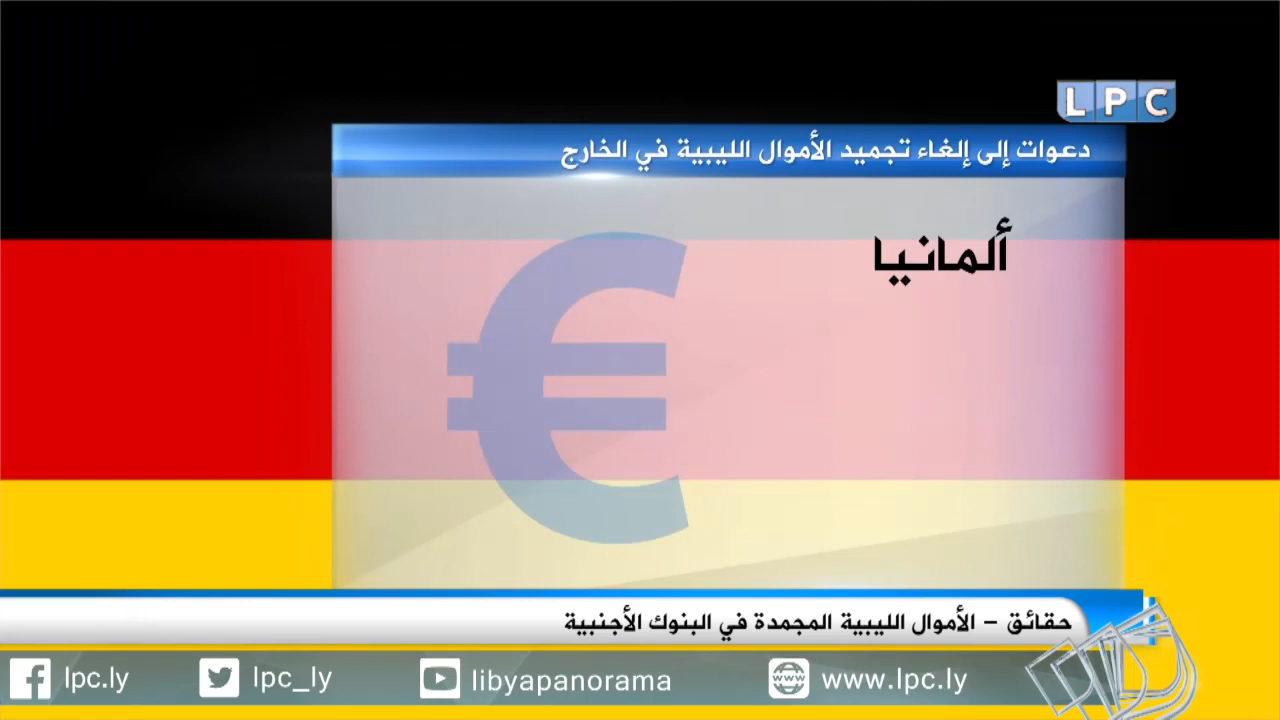 LPC
دعوات إلى إلغاء تجميد الأموال الليبية في الخارج
ألمانيا
€
حقائق – الأموال الليبية المجمدة في البنوك الأجنبية
lpc.ly lpc_ly libyapanorama www www.lpc.ly